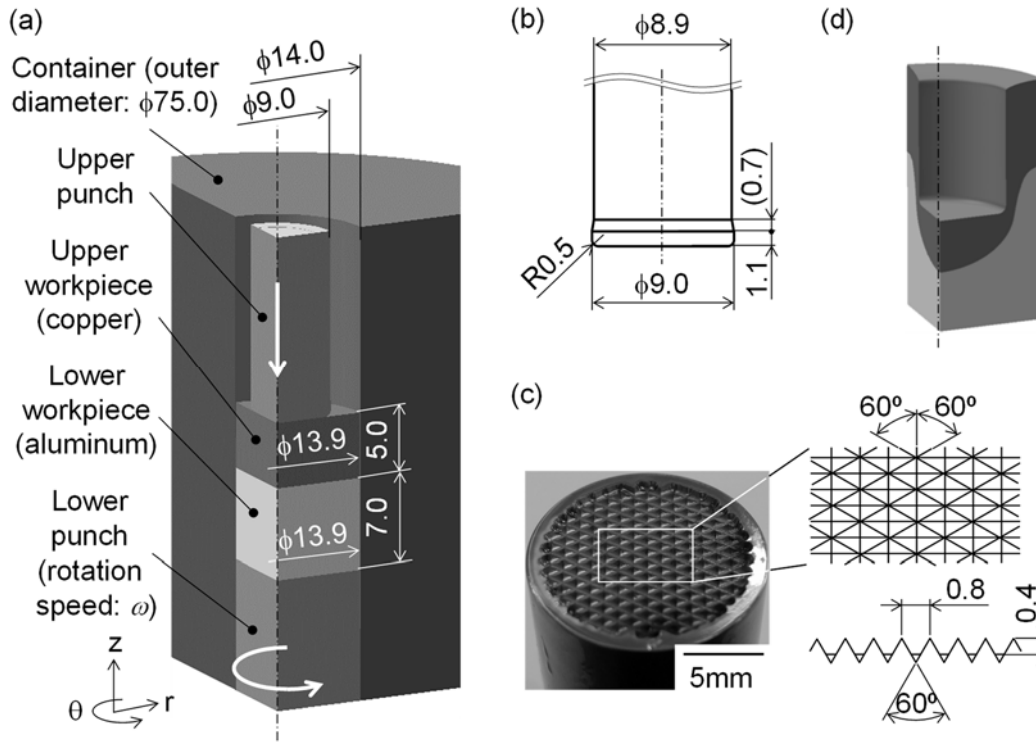 (a)
Container (outer
diameter: ϕ75.0)
Upper
punch
Upper
workpiece
(copper)
Lower
workpiece
(aluminum)
Lower
punch
(rotation
speed: ω)
z
θ
r
ϕ14.0
ϕ9.0
ϕ13.9
5.0
ϕ13.9
7.0
(b)
ϕ8.9
(0.7)
R0.5
1.1
ϕ9.0
(d)
(c)
5mm
60º
60º
0.8
0.4
60º